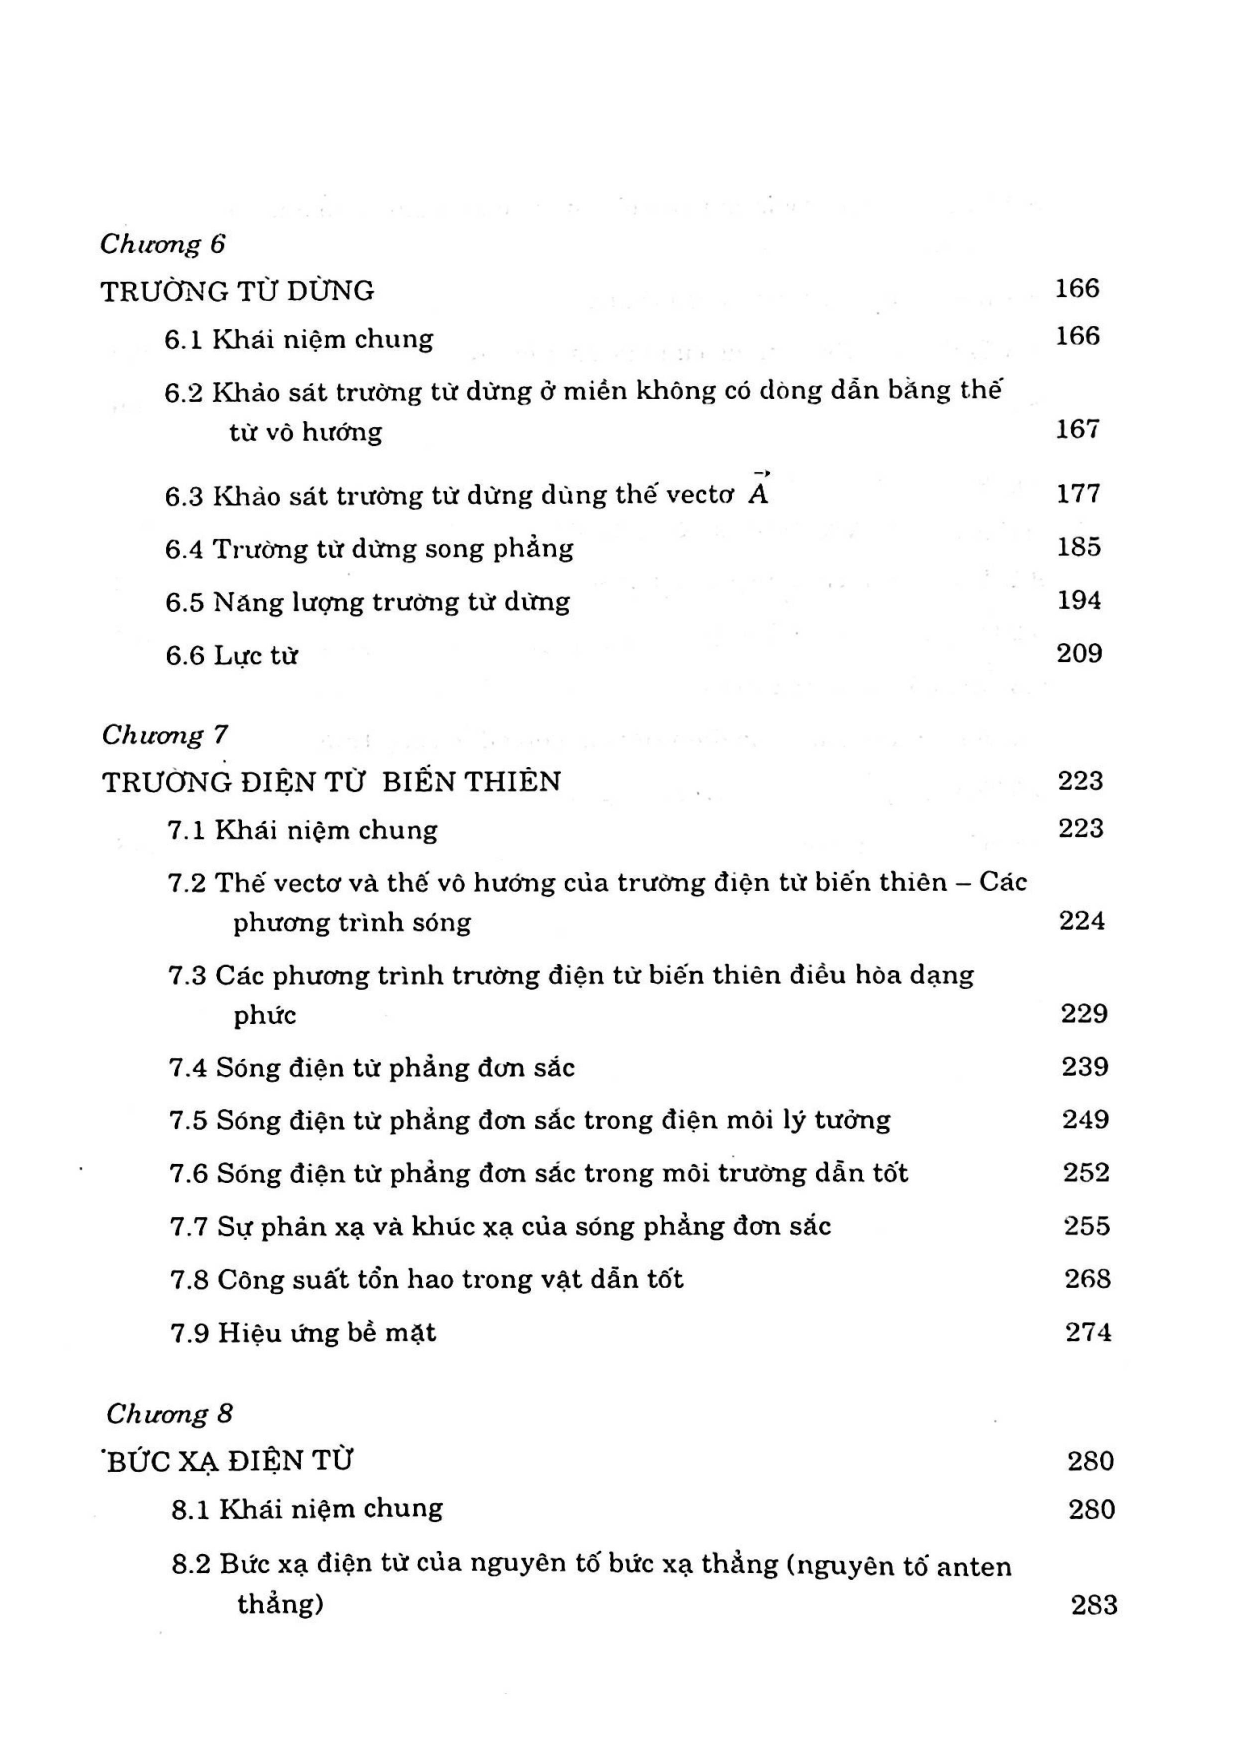 Chương 6
TRƯỜNG TỪ DỪNG 166
6.1 Khái niệm chung 166
6.2 Khảo sát trường từ dừng ở miền không có dòng dẫn bằng thế
từ vô hướng 167
6.3 Khảo sát trường từ dừng dùng thế vectơ A⃗ 177
6.4 Trường từ dừng song phẳng 185
6.5 Năng lượng trường từ dừng 194
6.6 Lực từ 209
Chương 7
TRƯỜNG ĐIỆN TỪ BIẾN THIÊN 223
7.1 Khái niệm chung 223
7.2 Thế vectơ và thế vô hướng của trường điện từ biến thiên – Các
phương trình sóng 224
7.3 Các phương trình trường điện từ biến thiên điều hòa dạng
phức 229
7.4 Sóng điện từ phẳng đơn sắc 239
7.5 Sóng điện từ phẳng đơn sắc trong điện môi lý tưởng 249
7.6 Sóng điện từ phẳng đơn sắc trong môi trường dẫn tốt 252
7.7 Sự phản xạ và khúc xạ của sóng phẳng đơn sắc 255
7.8 Công suất tổn hao trong vật dẫn tốt 268
7.9 Hiệu ứng bề mặt 274
Chương 8
BỨC XẠ ĐIỆN TỪ 280
8.1 Khái niệm chung 280
8.2 Bức xạ điện từ của nguyên tố bức xạ thẳng (nguyên tố anten
thẳng) 283